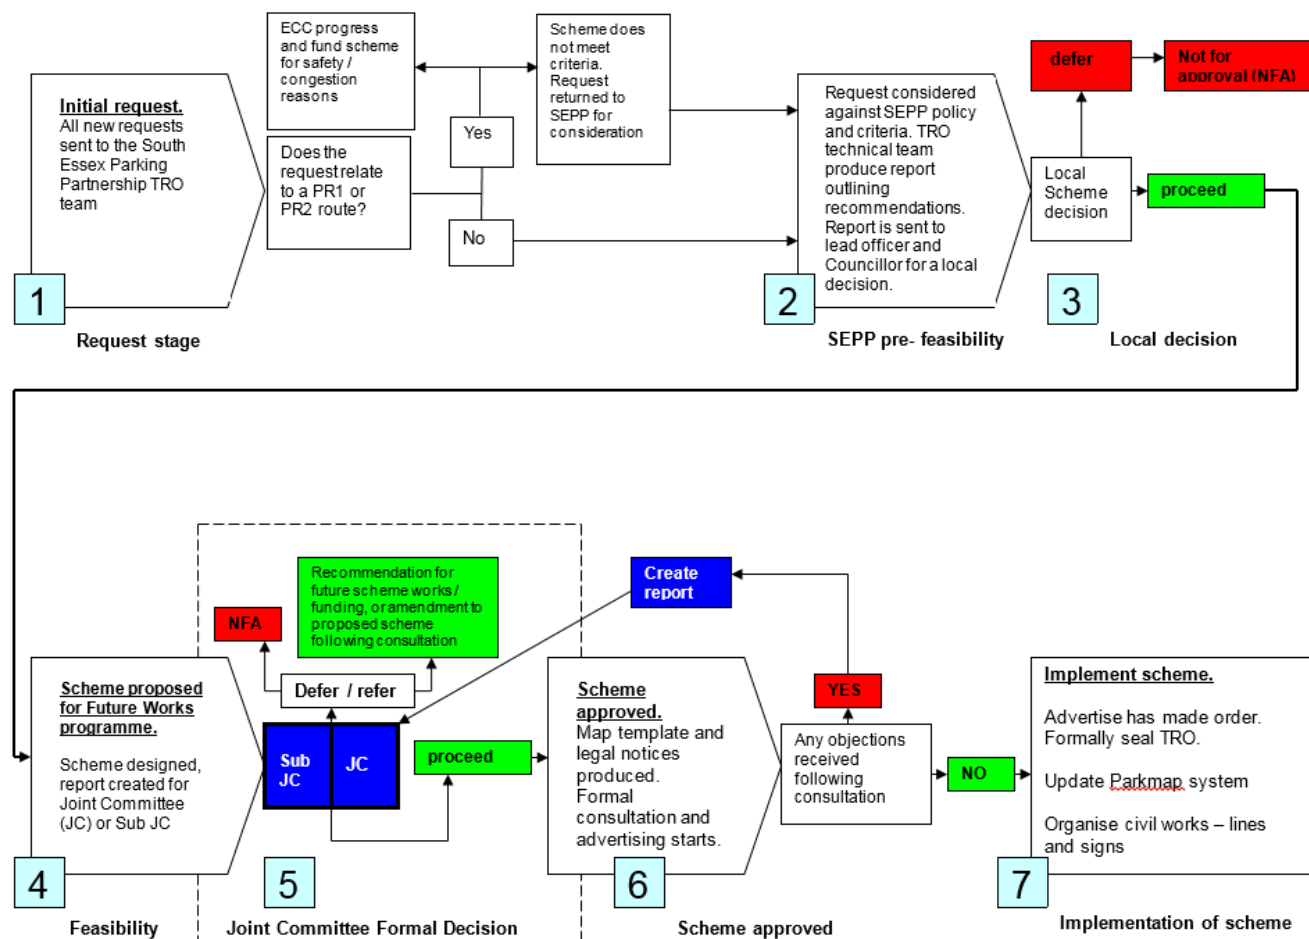 Initial request.
All new requests
sent to the South
Essex Parking
Partnership TRO
team
1
Request stage
ECC progress
and fund scheme
for safety /
congestion
reasons
Does the
request relate
to a PR1 or
PR2 route?
Yes
No
Scheme does
not meet
criteria.
Request
returned to
SEPP for
consideration
Request considered
against SEPP policy
and criteria. TRO
technical team
produce report
outlining
recommendations.
Report is sent to
lead officer and
Councillor for a local
decision.
2
SEPP pre- feasibility
defer
Not for
approval (NFA)
Local
Scheme
decision
proceed
3
Local decision
Scheme proposed
for Future Works
programme.
Scheme designed,
report created for
Joint Committee
(JC) or Sub JC
4
Feasibility
NFA
Recommendation for
future scheme works /
funding, or amendment to
proposed scheme
following consultation
Defer / refer
Sub
JC
JC
proceed
5
Joint Committee Formal Decision
Create
report
Scheme
approved.
Map template and
legal notices
produced.
Formal
consultation and
advertising starts.
6
Scheme approved
YES
Any objections
received
following
consultation
NO
Implement scheme.
Advertise has made order.
Formally seal TRO.
Update Parkmap system
Organise civil works – lines
and signs
7
Implementation of scheme